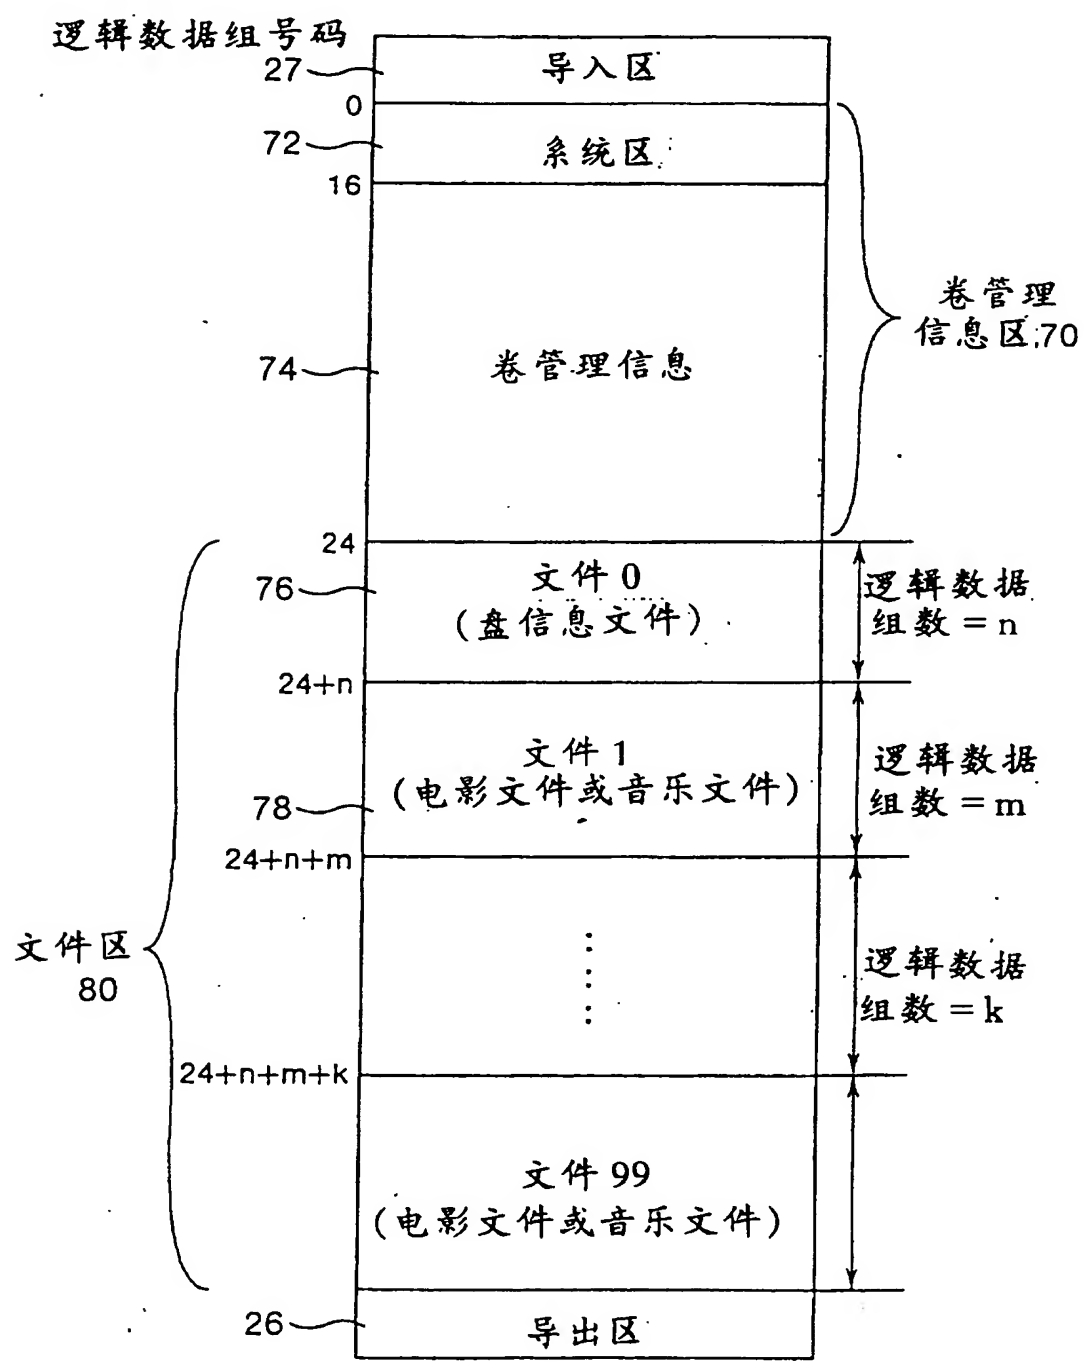 逻辑数据组号码
27
导入区
0
72
系统区
16
卷管理
信息区70
74
卷管理信息
24
76
文件 0
(盘信息文件)
逻辑数据
组数=n
24+n
文件 1
(电影文件或音乐文件)
78
逻辑数据
组数=m
24+n+m
文件区
80
逻辑数据
组数=k
24+n+m+k
文件 99
(电影文件或音乐文件)
26
导出区